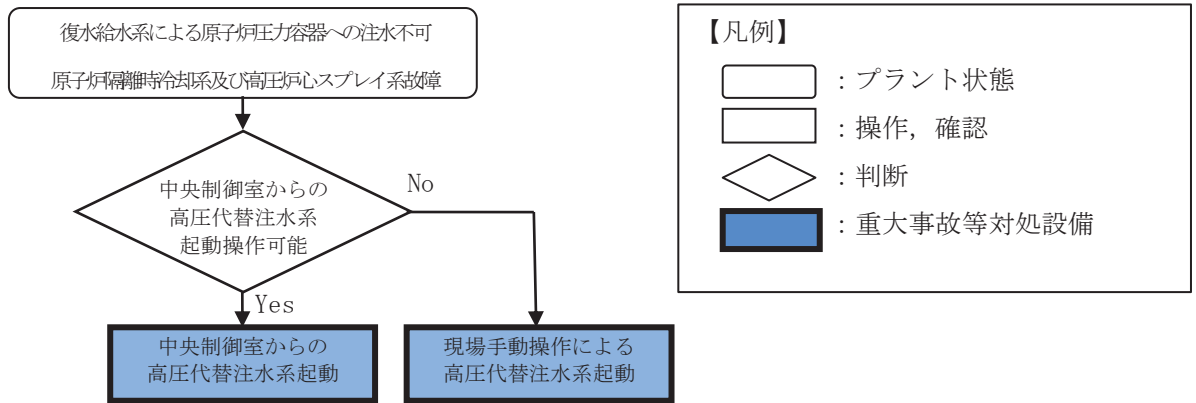 復水給水系による原子炉圧力容器への注水不可
原子炉隔離時冷却系及び高圧炉心スプレイ系故障
中央制御室からの
高圧代替注水系
起動操作可能
No
Yes
中央制御室からの
高圧代替注水系起動
現場手動操作による
高圧代替注水系起動
【凡例】
:プラント状態
:操作,確認
:判断
:重大事故等対処設備